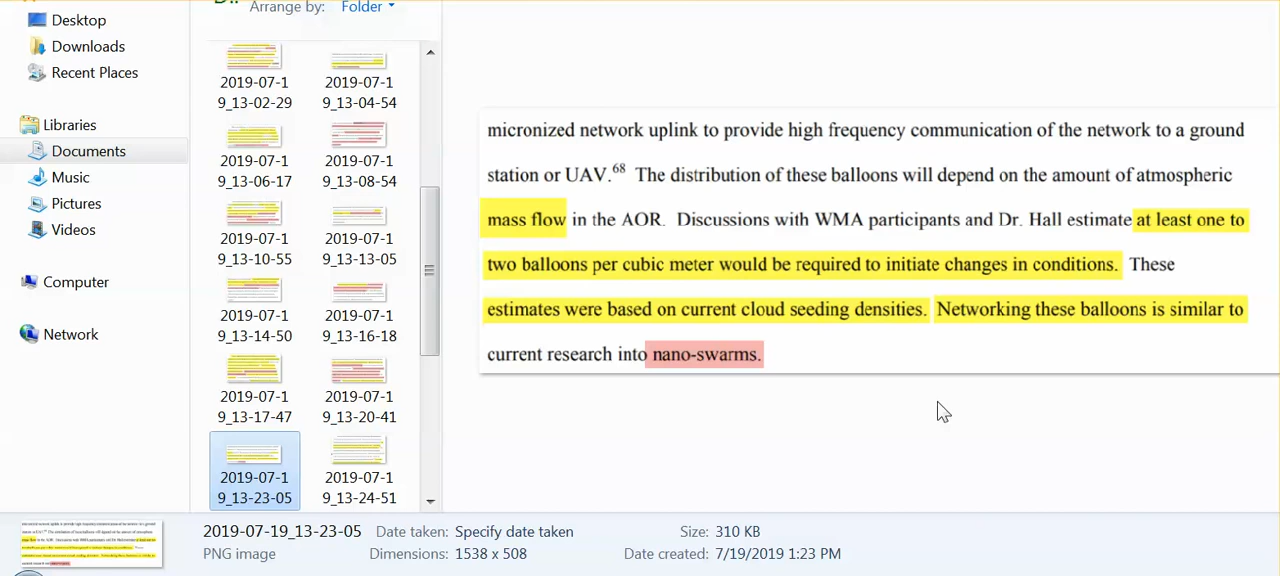 Arrange by: Folder
Desktop
Downloads
Recent Places
Libraries
Documents
Music
Pictures
Videos
Computer
Network
2019-07-1
9_13-02-29
2019-07-1
9_13-04-54
2019-07-1
9_13-06-17
2019-07-1
9_13-08-54
2019-07-1
9_13-10-55
2019-07-1
9_13-13-05
2019-07-1
9_13-14-50
2019-07-1
9_13-16-18
2019-07-1
9_13-17-47
2019-07-1
9_13-20-41
2019-07-1
9_13-23-05
2019-07-1
9_13-24-51
micronized network uplink to provide high frequency communication of the network to a ground
station or UAV.68 The distribution of these balloons will depend on the amount of atmospheric
mass flow in the AOR. Discussions with WMA participants and Dr. Hall estimate at least one to
two balloons per cubic meter would be required to initiate changes in conditions. These
estimates were based on current cloud seeding densities. Networking these balloons is similar to
current research into nano-swarms.
2019-07-19_13-23-05 Date taken: Specify date taken Size: 310 KB
PNG image Dimensions: 1538 x 508 Date created: 7/19/2019 1:23 PM